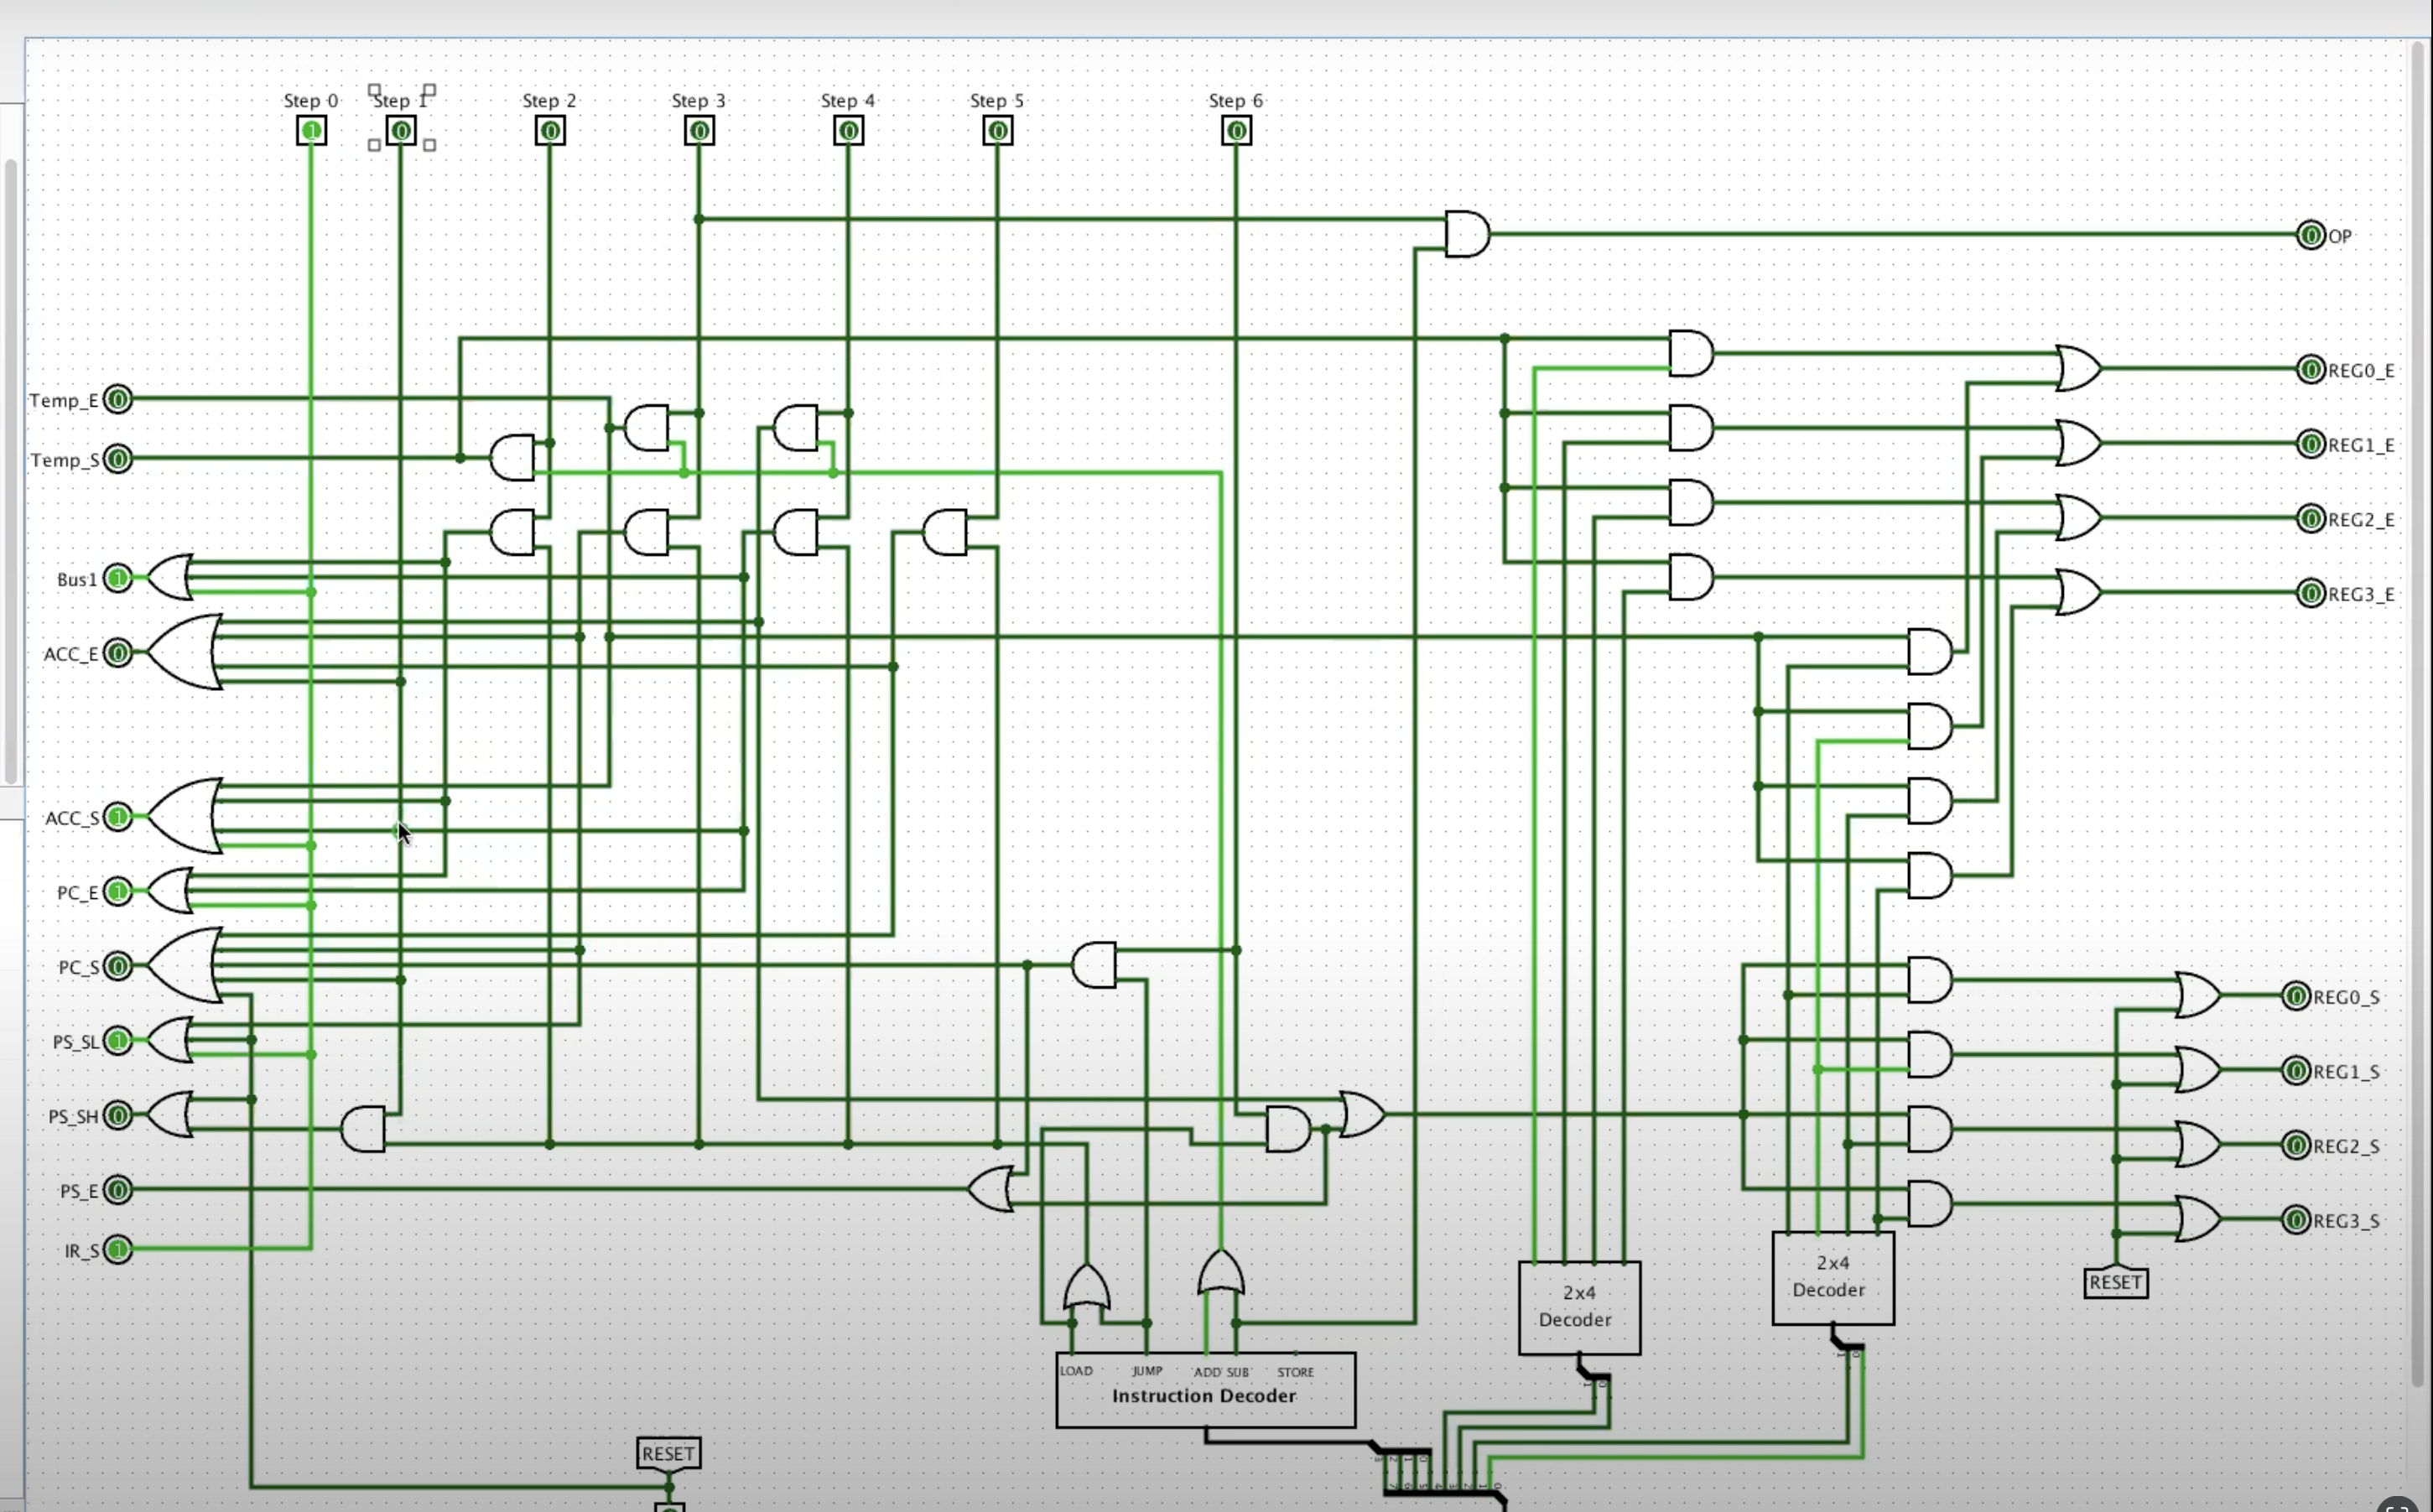 Step 0 Step 1 Step 2 Step 3 Step 4 Step 5 Step 6
1 0 0 0 0 0 0
0 OP
0 REG0_E
Temp_E 0
0 REG1_E
Temp_S 0
0 REG2_E
Bus1 1
0 REG3_E
ACC_E 0
ACC_S 1
PC_E 1
PC_S 0
0 REG0_S
PS_SL 1
0 REG1_S
PS_SH 0
0 REG2_S
PS_E 0
0 REG3_S
IR_S 1
2x4
Decoder
RESET
2x4
Decoder
LOAD JUMP ADD SUB STORE
Instruction Decoder
RESET